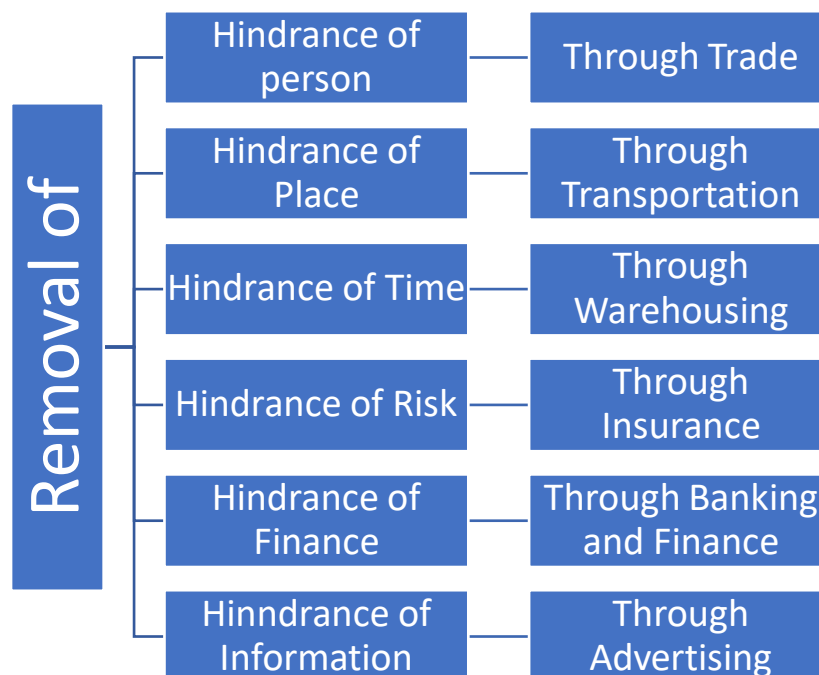 Removal of
Hindrance of
person
Through Trade
Hindrance of
Place
Through
Transportation
Hindrance of Time
Through
Warehousing
Hindrance of Risk
Through
Insurance
Hindrance of
Finance
Through Banking
and Finance
Hinndrance of
Information
Through
Advertising